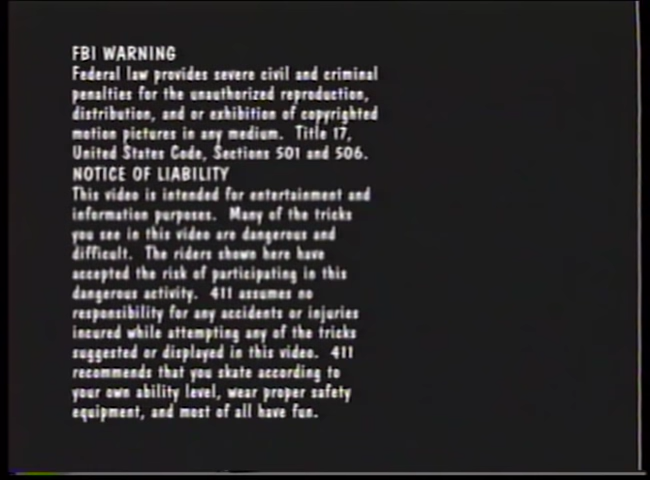 FBI WARNING
Federal law provides severe civil and criminal
penalties for the unauthorized reproduction,
distribution, and or exhibition of copyrighted
motion pictures in any medium.  Title 17,
United States Code, Sections 501 and 506.
NOTICE OF LIABILITY
This video is intended for entertainment and
information purposes.  Many of the tricks
you see in this video are dangerous and
difficult.  The riders shown here have
accepted the risk of participating in this
dangerous activity.  411 assumes no
responsibility for any accidents or injuries
incured while attempting any of the tricks
suggested or displayed in this video.  411
recommends that you skate according to
your own ability level, wear proper safety
equipment, and most of all have fun.